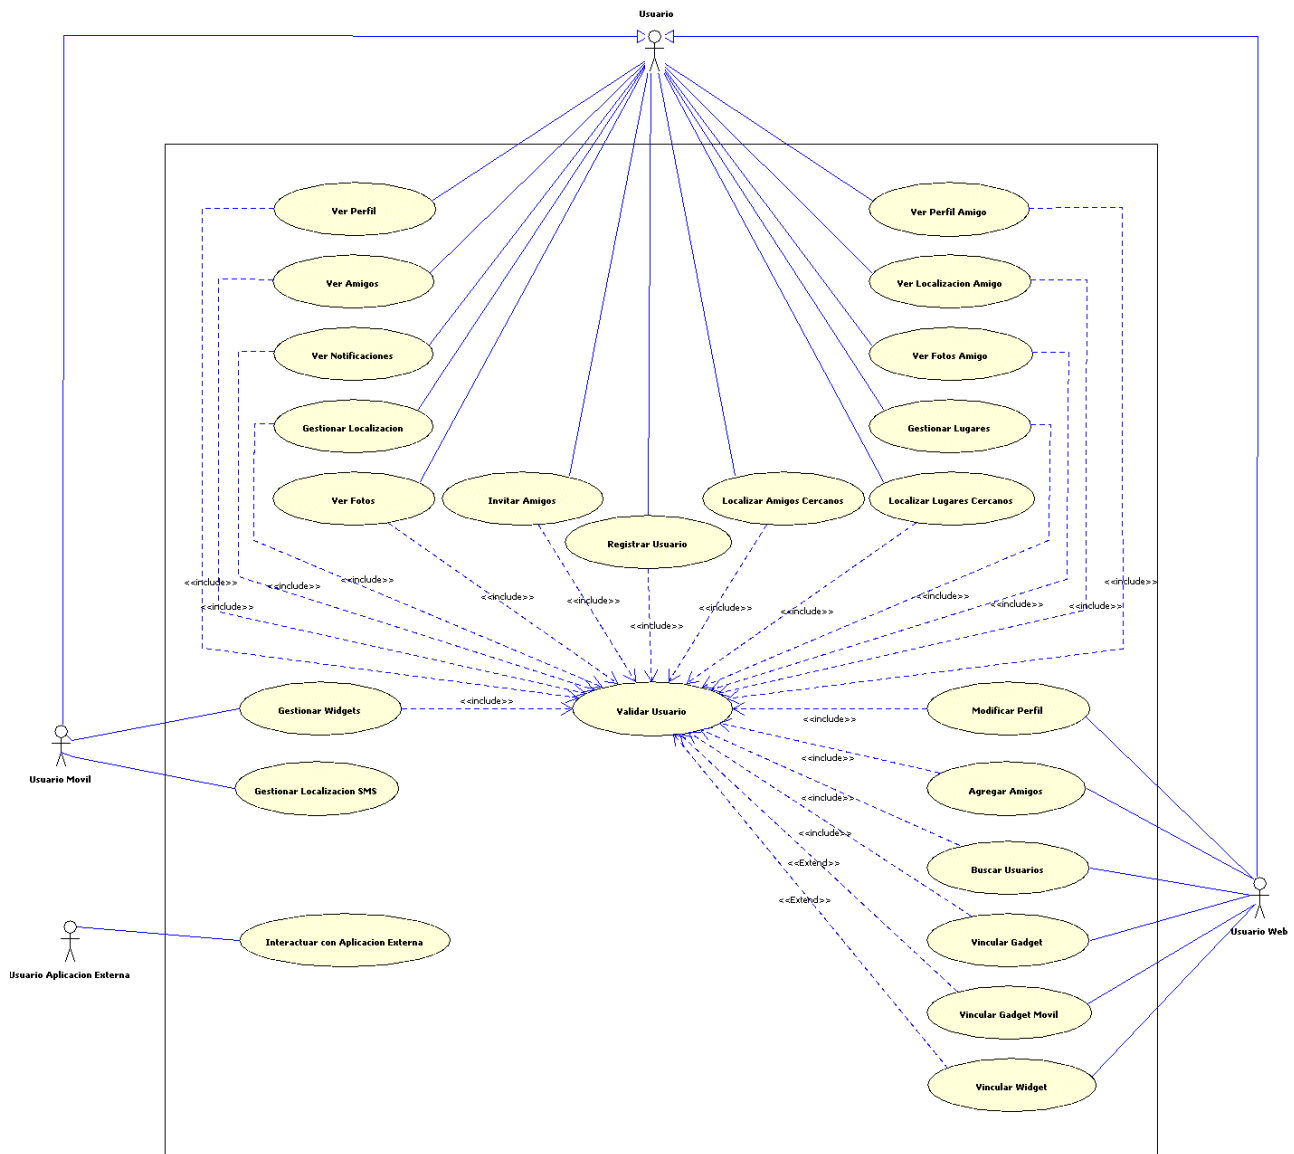 Usuario
Ver Perfil
Ver Perfil Amigo
Ver Amigos
Ver Localizacion Amigo
Ver Notificaciones
Ver Fotos Amigo
Gestionar Localizacion
Gestionar Lugares
Ver Fotos
Invitar Amigos
Localizar Amigos Cercanos
Localizar Lugares Cercanos
Registrar Usuario
<<include>>
<<include>>
<<include>>
<<include>>
<<include>>
<<include>>
<<include>>
<<include>>
<<include>>
<<include>>
<<include>>
<<include>>
<<include>>
Gestionar Widgets
<<include>>
Validar Usuario
Modificar Perfil
<<include>>
Usuario Movil
Gestionar Localizacion SMS
<<include>>
Agregar Amigos
<<include>>
<<include>>
Buscar Usuarios
<<Extend>>
<<Extend>>
Usuario Web
Interactuar con Aplicacion Externa
Vincular Gadget
Usuario Aplicacion Externa
Vincular Gadget Movil
Vincular Widget